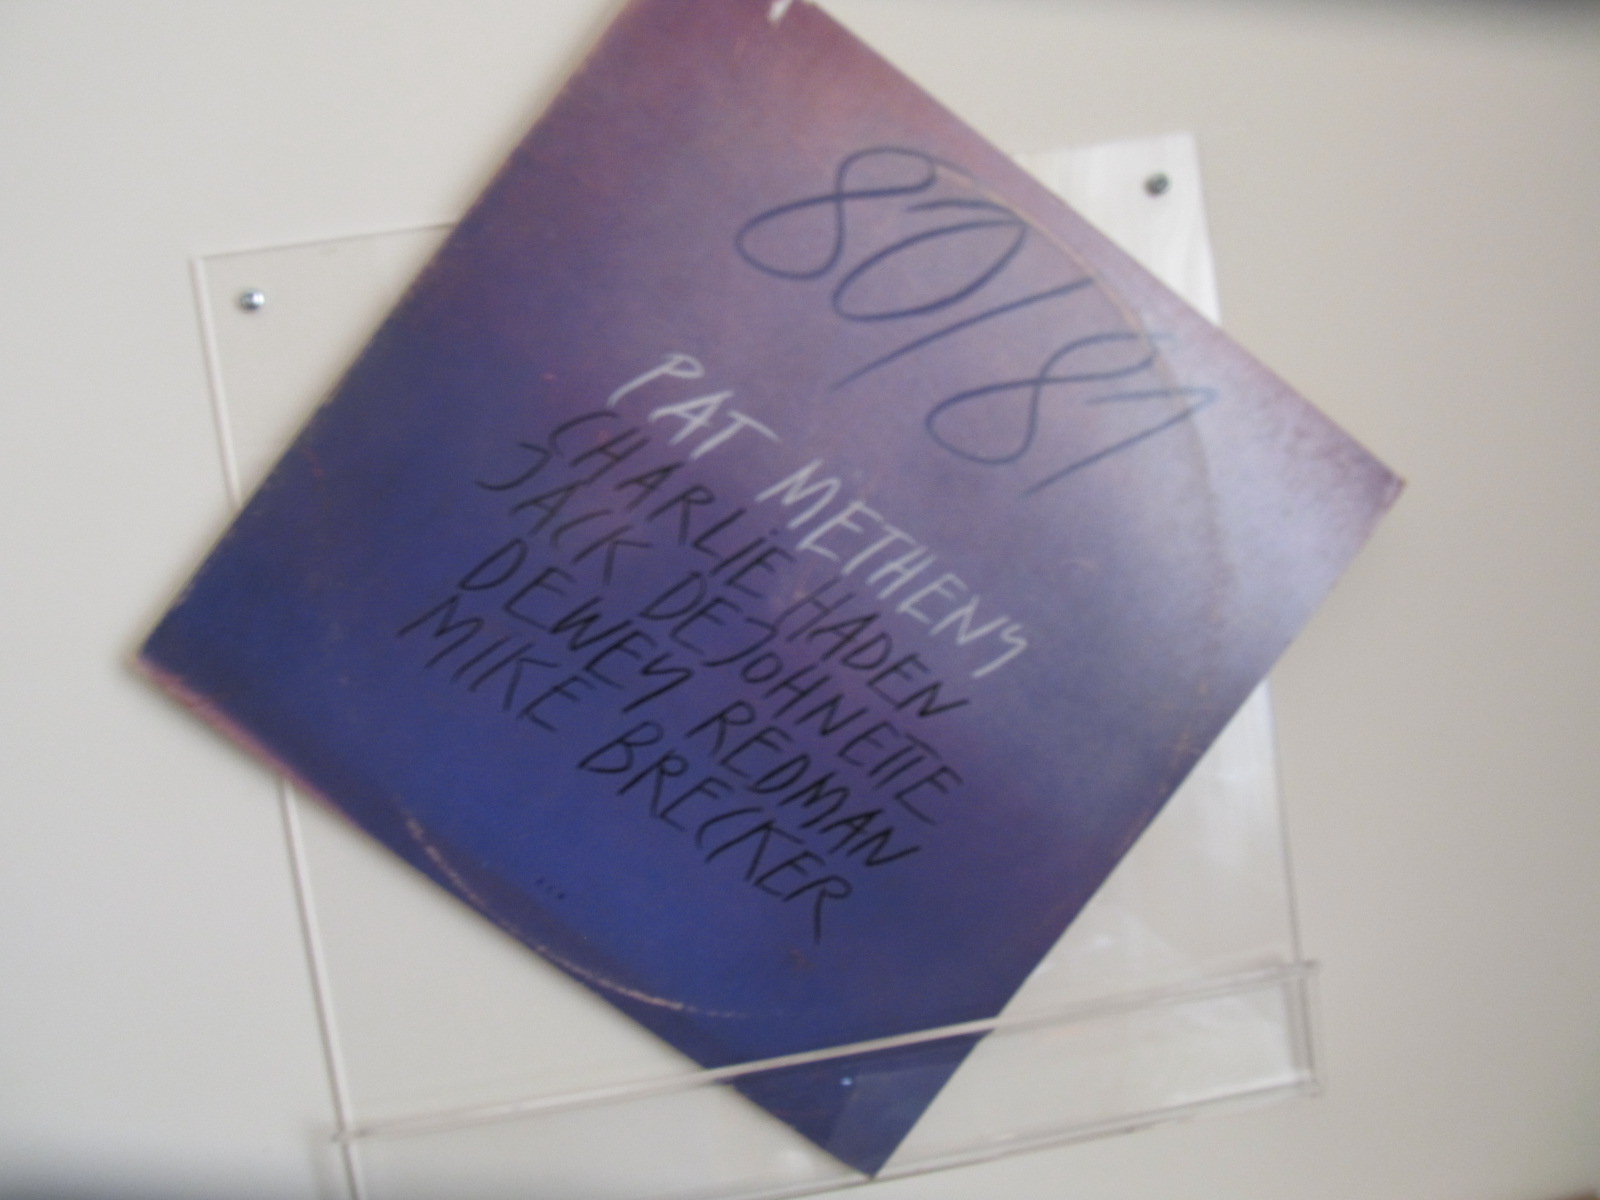 80/81
PAT METHENY
CHARLIE HADEN
JACK DEJOHNETTE
DEWEY REDMAN
MIKE BRECKER